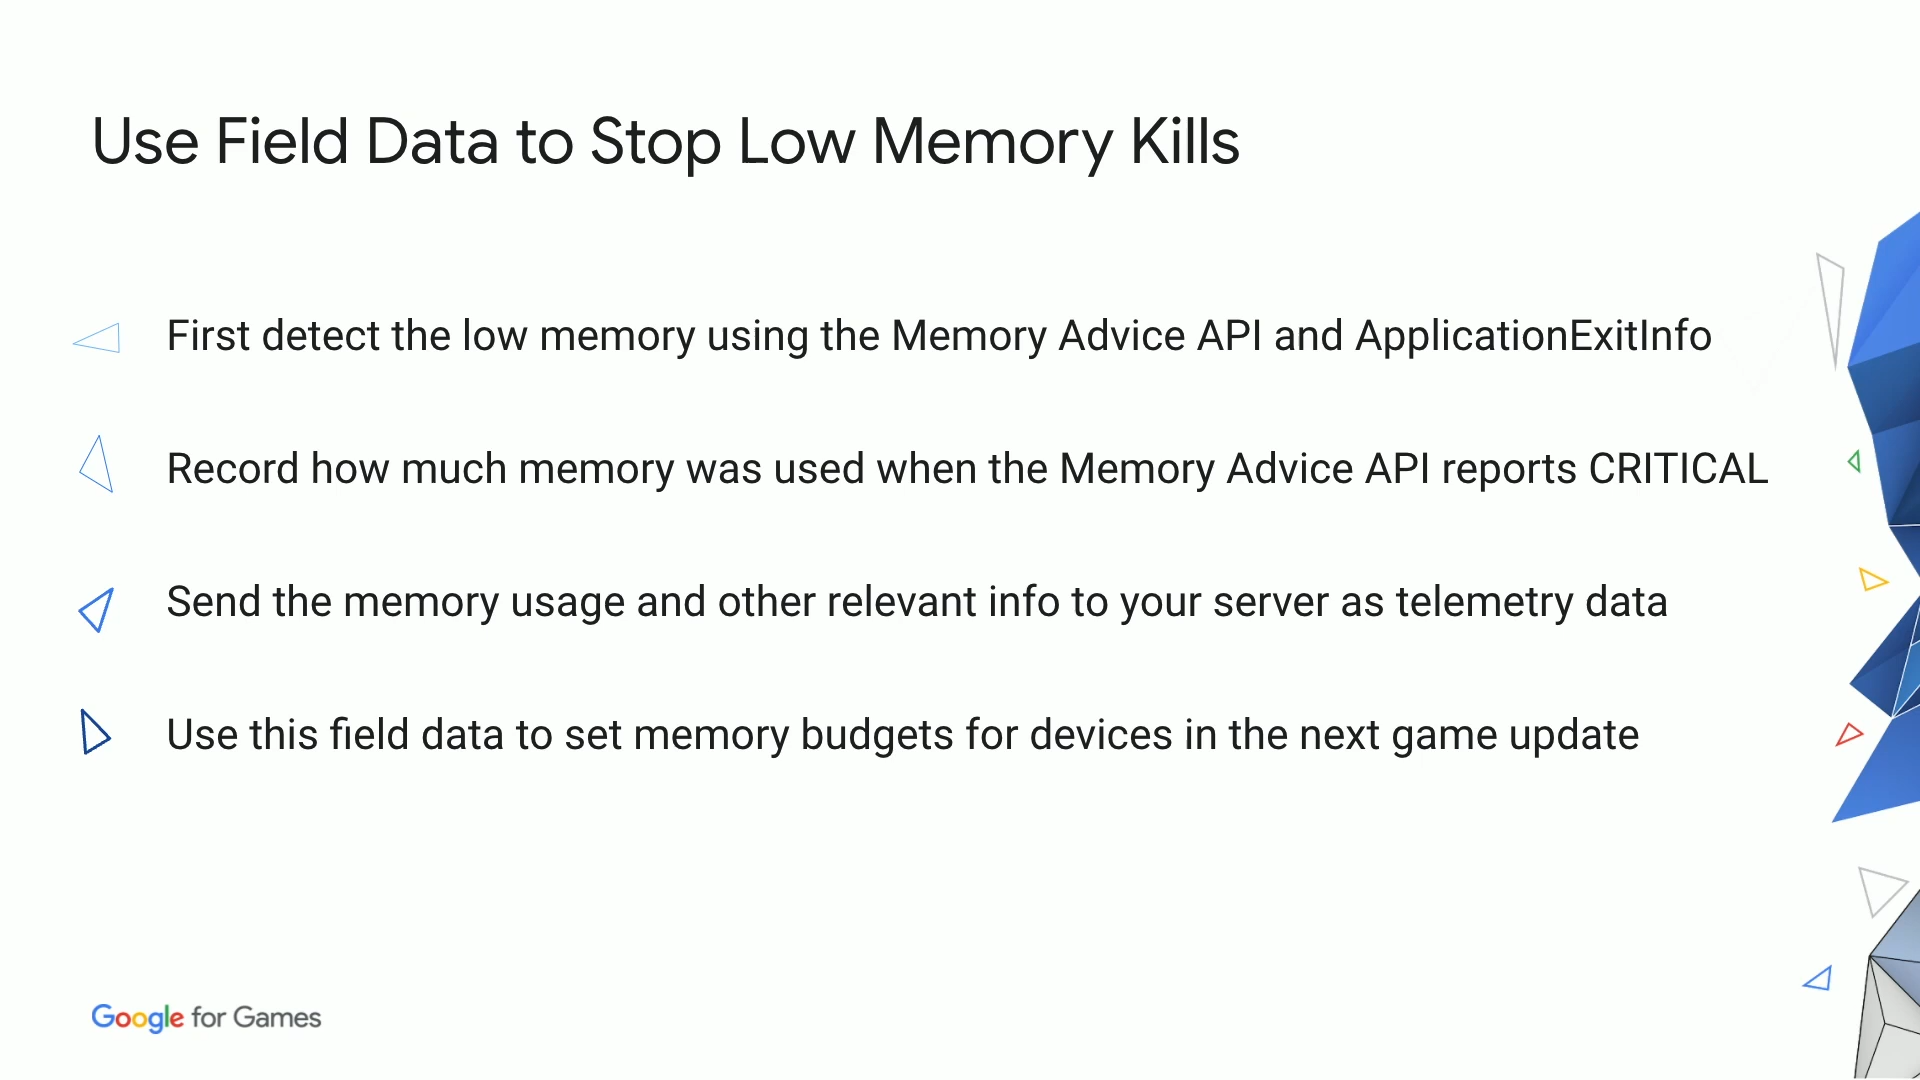 Use Field Data to Stop Low Memory Kills
First detect the low memory using the Memory Advice API and ApplicationExitInfo
Record how much memory was used when the Memory Advice API reports CRITICAL
Send the memory usage and other relevant info to your server as telemetry data
Use this field data to set memory budgets for devices in the next game update
Google for Games